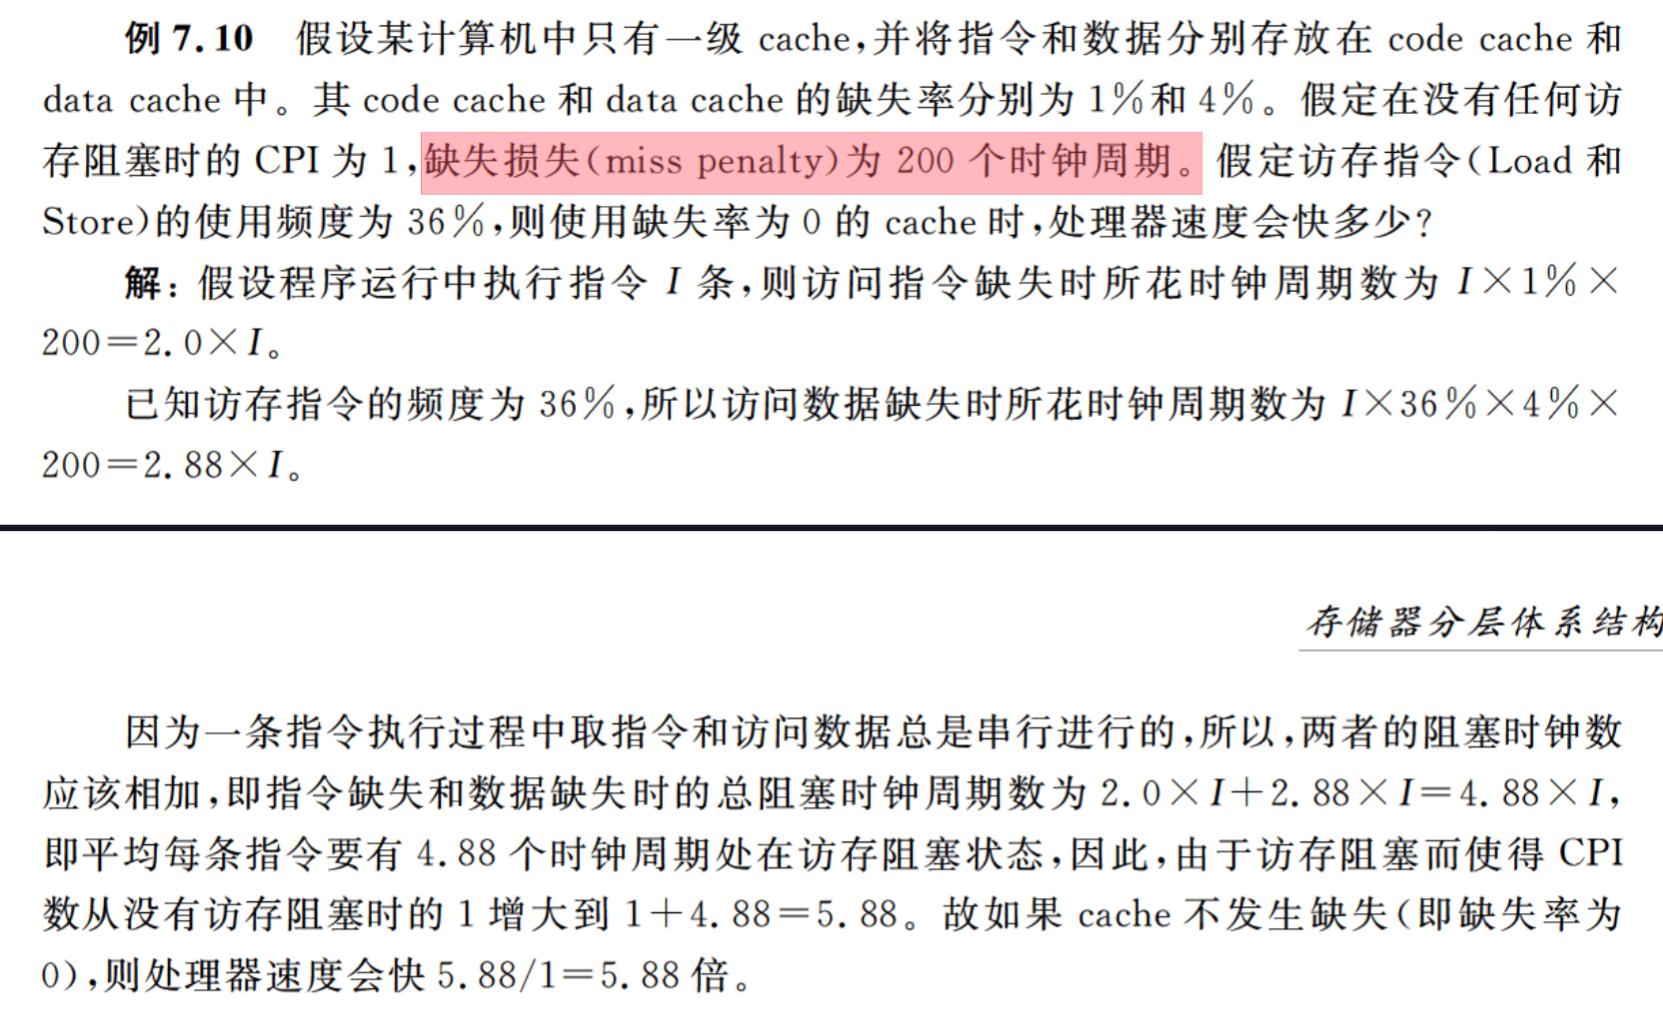 例 7.10 假设某计算机中只有一级 cache,并将指令和数据分别存放在 code cache 和
data cache 中。其 code cache 和 data cache 的缺失率分别为 1%和 4%。假定在没有任何访
存阻塞时的 CPI 为 1,缺失损失(miss penalty)为 200 个时钟周期。假定访存指令(Load 和
Store)的使用频度为 36%,则使用缺失率为 0 的 cache 时,处理器速度会快多少?
解: 假设程序运行中执行指令 I 条,则访问指令缺失时所花时钟周期数为 I×1%×
200=2.0×I。
已知访存指令的频度为 36%,所以访问数据缺失时所花时钟周期数为 I×36%×4%×
200=2.88×I。
存储器分层体系结构
因为一条指令执行过程中取指令和访问数据总是串行进行的,所以,两者的阻塞时钟数
应该相加,即指令缺失和数据缺失时的总阻塞时钟周期数为 2.0×I+2.88×I=4.88×I,
即平均每条指令要有 4.88 个时钟周期处在访存阻塞状态,因此,由于访存阻塞而使得 CPI
数从没有访存阻塞时的 1 增大到 1+4.88=5.88。故如果 cache 不发生缺失(即缺失率为
0),则处理器速度会快 5.88/1=5.88 倍。